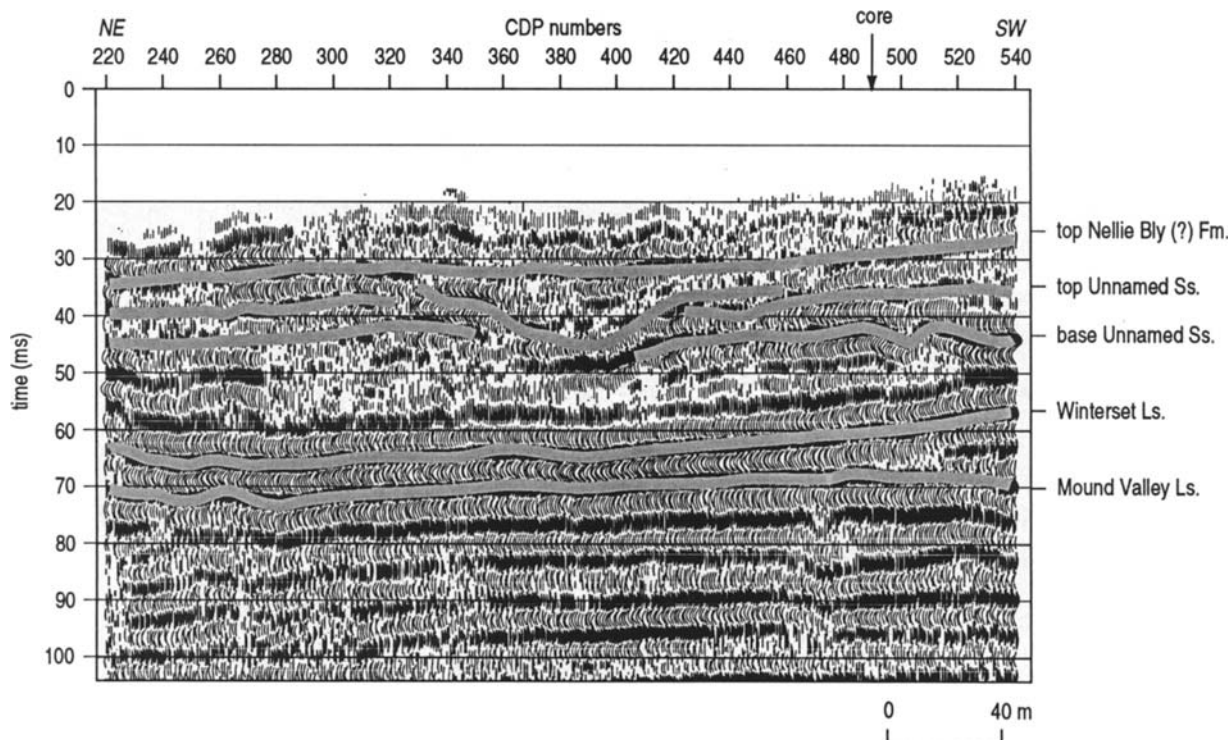 core
NE CDP numbers SW
220 240 260 280 300 320 340 360 380 400 420 440 460 480 500 520 540
0
10
20
30
40
50
60
70
80
90
100
time (ms)
top Nellie Bly (?) Fm.
top Unnamed Ss.
base Unnamed Ss.
Winterset Ls.
Mound Valley Ls.
0 40 m